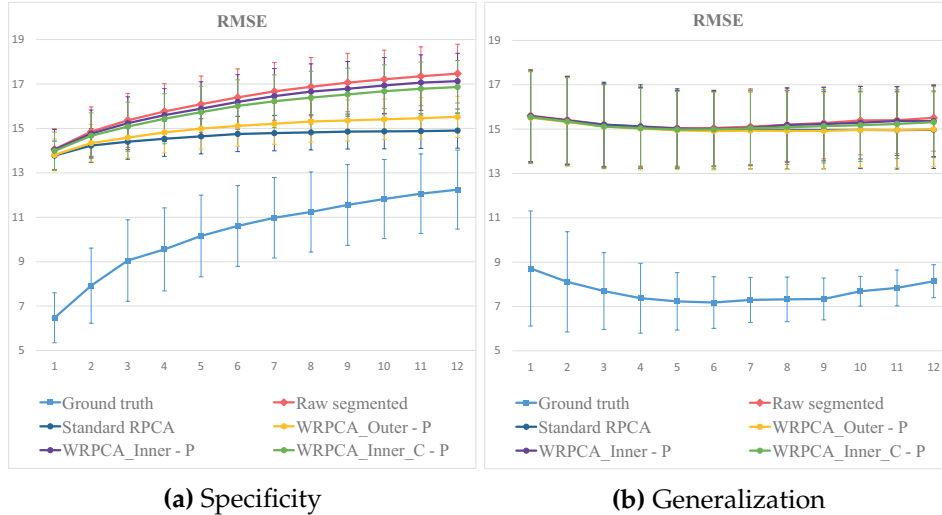 RMSE
19
17
15
13
11
9
7
5
1 2 3 4 5 6 7 8 9 10 11 12
Ground truth
Raw segmented
Standard RPCA
WRPCA_Outer - P
WRPCA_Inner - P
WRPCA_Inner_C - P
(a) Specificity
RMSE
19
17
15
13
11
9
7
5
1 2 3 4 5 6 7 8 9 10 11 12
Ground truth
Raw segmented
Standard RPCA
WRPCA_Outer - P
WRPCA_Inner - P
WRPCA_Inner_C - P
(b) Generalization